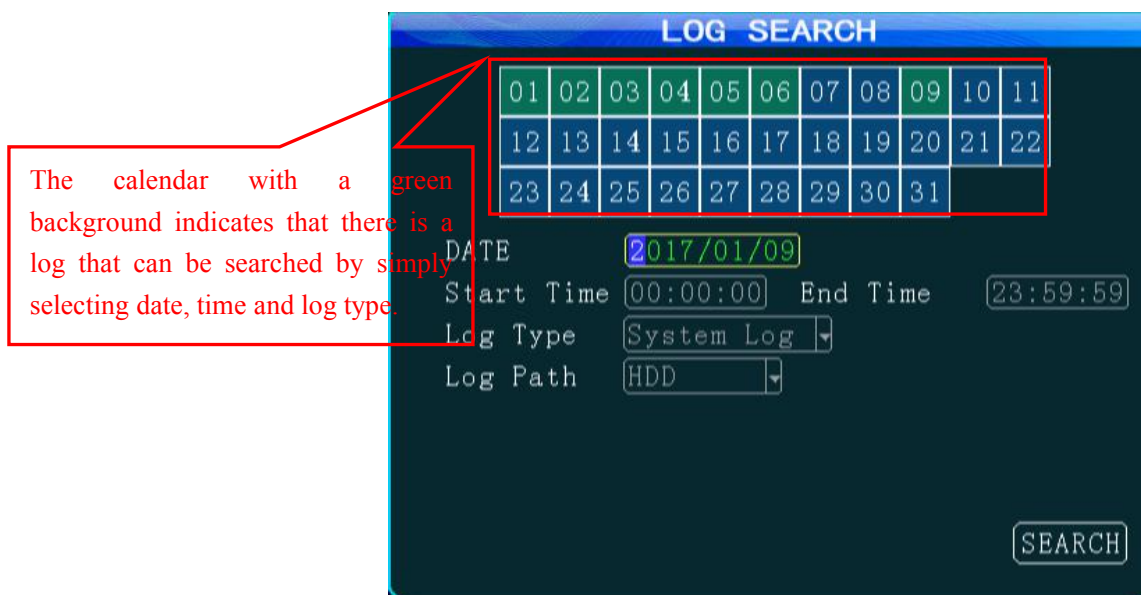 LOG SEARCH
01 02 03 04 05 06 07 08 09 10 11
12 13 14 15 16 17 18 19 20 21 22
23 24 25 26 27 28 29 30 31
The calendar with a green
background indicates that there is a
log that can be searched by simply
selecting date, time and log type.
DATE 2017/01/09
Start Time 00:00:00 End Time 23:59:59
Log Type System Log
Log Path HDD
SEARCH